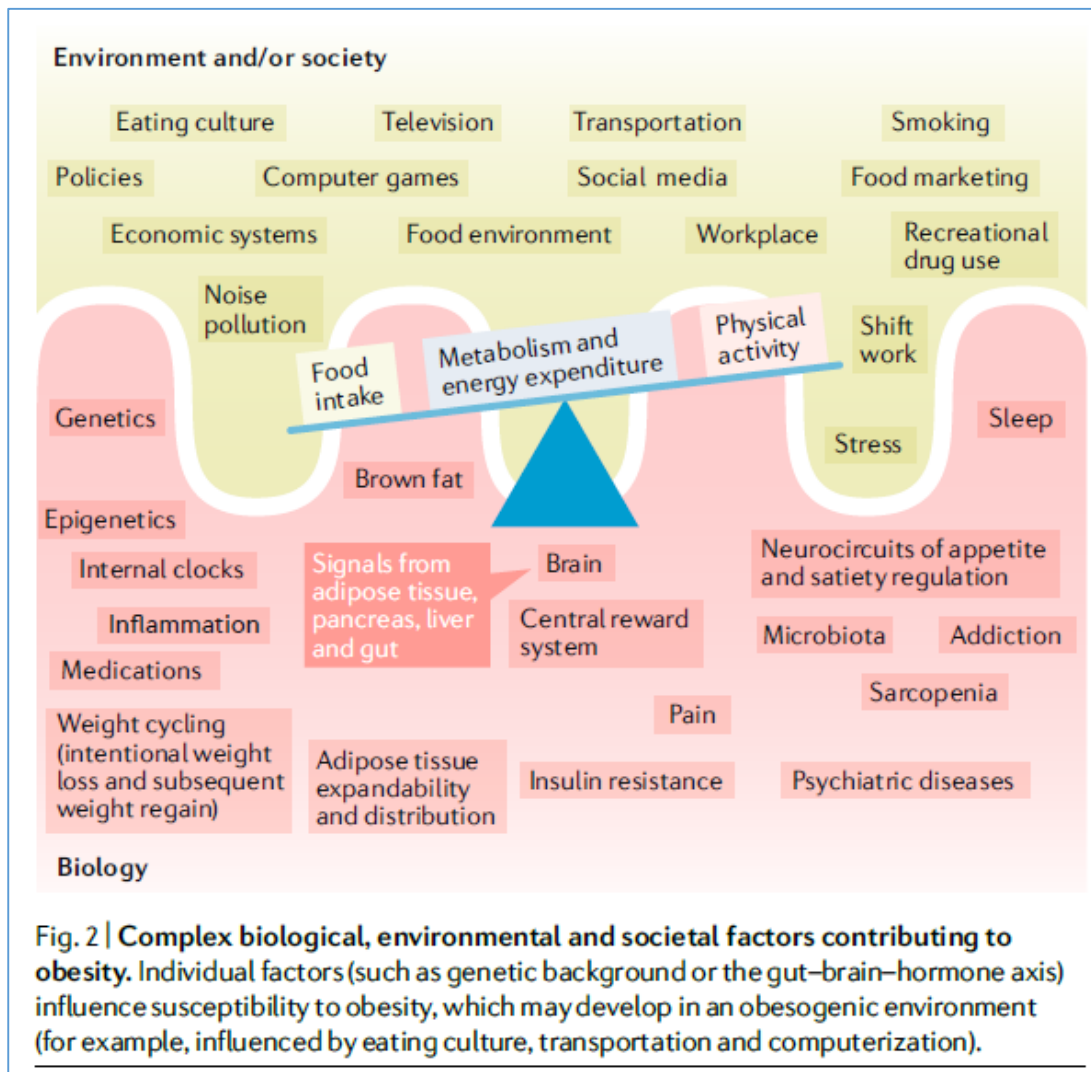 Environment and/or society
Eating culture
Television
Transportation
Smoking
Policies
Computer games
Social media
Food marketing
Economic systems
Food environment
Workplace
Recreational
drug use
Noise
pollution
Food
intake
Metabolism and
energy expenditure
Physical
activity
Shift
work
Genetics
Sleep
Stress
Brown fat
Epigenetics
Internal clocks
Signals from
adipose tissue,
pancreas, liver
and gut
Brain
Neurocircuits of appetite
and satiety regulation
Inflammation
Central reward
system
Microbiota
Addiction
Medications
Sarcopenia
Pain
Weight cycling
(intentional weight
loss and subsequent
weight regain)
Adipose tissue
expandability
and distribution
Insulin resistance
Psychiatric diseases
Biology
Fig. 2 | Complex biological, environmental and societal factors contributing to
obesity. Individual factors (such as genetic background or the gut–brain–hormone axis)
influence susceptibility to obesity, which may develop in an obesogenic environment
(for example, influenced by eating culture, transportation and computerization).